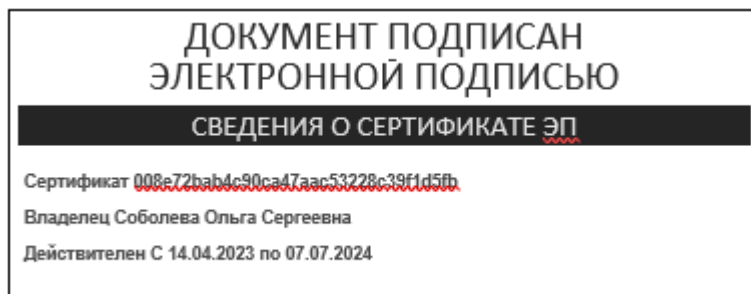 ДОКУМЕНТ ПОДПИСАН
ЭЛЕКТРОННОЙ ПОДПИСЬЮ
СВЕДЕНИЯ О СЕРТИФИКАТЕ ЭП
Сертификат 008e72bab4c90ca47aac53228c39f1d5fb
Владелец Соболева Ольга Сергеевна
Действителен С 14.04.2023 по 07.07.2024